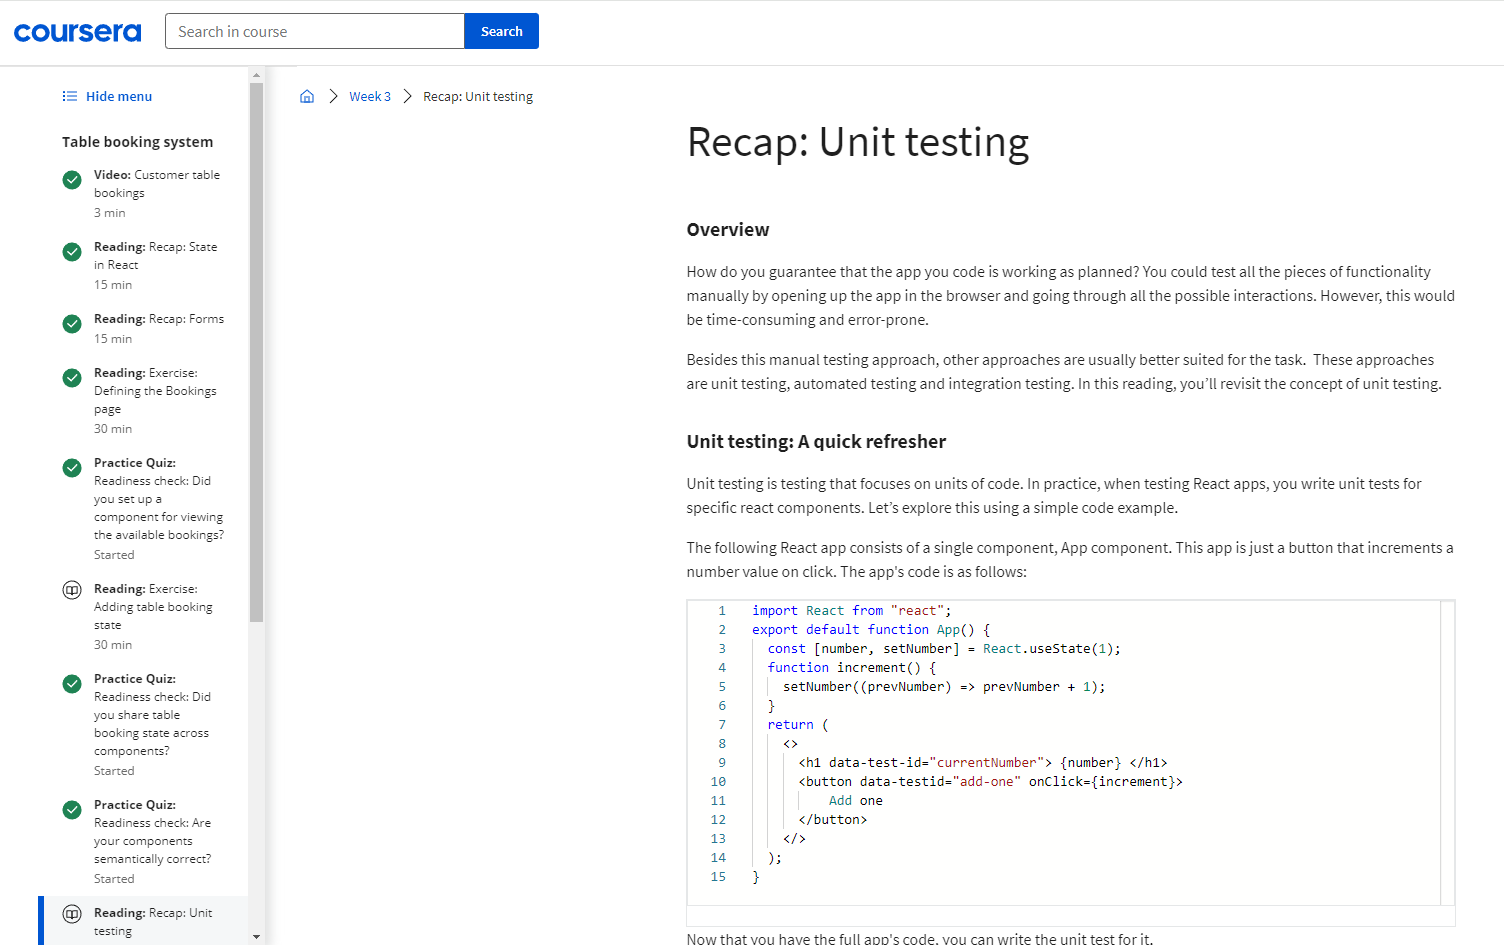 coursera
Search in course
Search
Hide menu
Table booking system
Video: Customer table
bookings
3 min
Reading: Recap: State
in React
15 min
Reading: Recap: Forms
15 min
Reading: Exercise:
Defining the Bookings
page
30 min
Practice Quiz:
Readiness check: Did
you set up a
component for viewing
the available bookings?
Started
Reading: Exercise:
Adding table booking
state
30 min
Practice Quiz:
Readiness check: Did
you share table
booking state across
components?
Started
Practice Quiz:
Readiness check: Are
your components
semantically correct?
Started
Reading: Recap: Unit
testing
Week 3
Recap: Unit testing
Recap: Unit testing
Overview
How do you guarantee that the app you code is working as planned? You could test all the pieces of functionality
manually by opening up the app in the browser and going through all the possible interactions. However, this would
be time-consuming and error-prone.
Besides this manual testing approach, other approaches are usually better suited for the task.  These approaches
are unit testing, automated testing and integration testing. In this reading, you’ll revisit the concept of unit testing.
Unit testing: A quick refresher
Unit testing is testing that focuses on units of code. In practice, when testing React apps, you write unit tests for
specific react components. Let’s explore this using a simple code example.
The following React app consists of a single component, App component. This app is just a button that increments a
number value on click. The app's code is as follows:
1 import React from "react";
2 export default function App() {
3 const [number, setNumber] = React.useState(1);
4 function increment() {
5 setNumber((prevNumber) => prevNumber + 1);
6 }
7 return (
8 <>
9 <h1 data-test-id="currentNumber"> {number} </h1>
10 <button data-testid="add-one" onClick={increment}>
11 Add one
12 </button>
13 </>
14 );
15 }
Now that you have the full app's code, you can write the unit test for it.